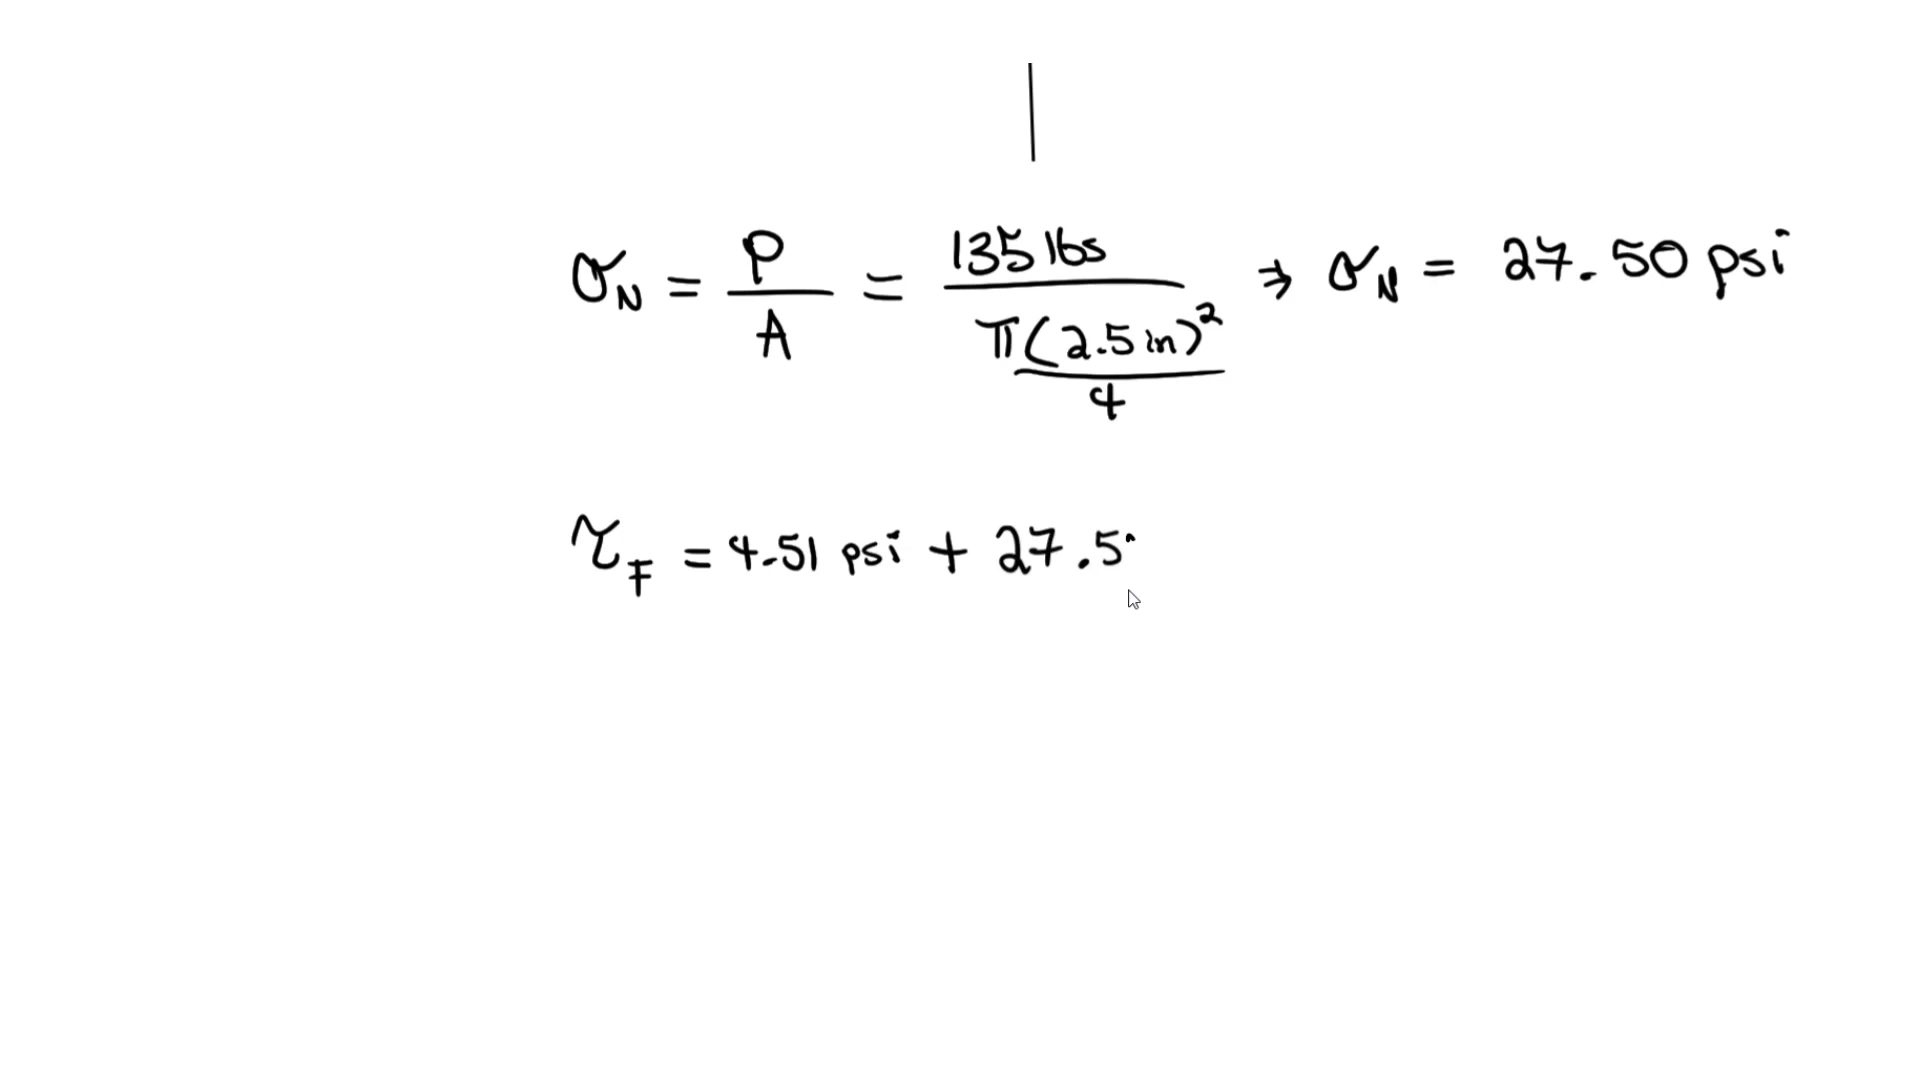 σN = P/A = 135 lbs / (π(2.5 in)²/4) → σN = 27.50 psi
τF = 4.51 psi + 27.5